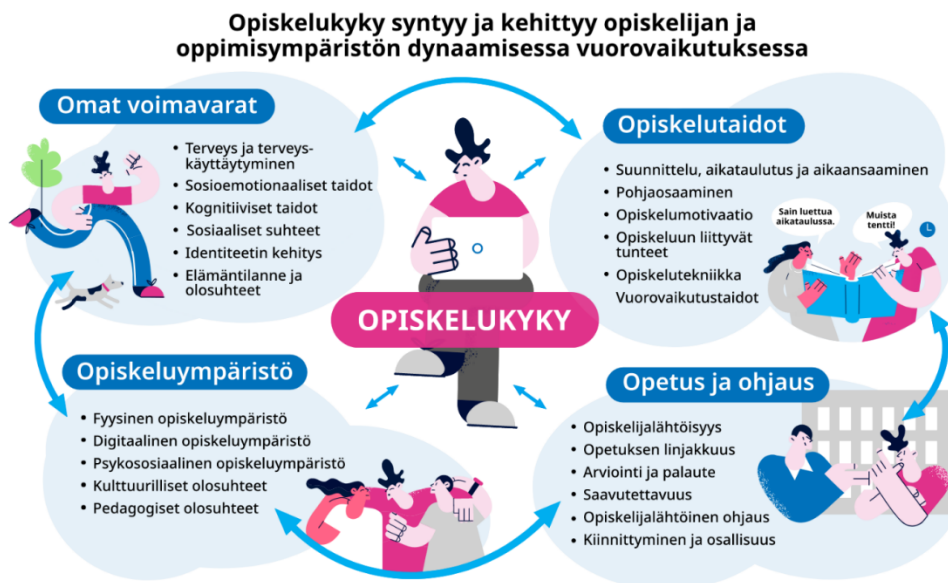 Opiskelukyky syntyy ja kehittyy opiskelijan ja
oppimisympäristön dynaamisessa vuorovaikutuksessa
Omat voimavarat
• Terveys ja terveys-
käyttäytyminen
• Sosioemotionaaliset taidot
• Kognitiiviset taidot
• Sosiaaliset suhteet
• Identiteetin kehitys
• Elämäntilanne ja
olosuhteet
Opiskelutaidot
• Suunnittelu, aikataulutus ja aikaansaaminen
• Pohjaosaaminen
• Opiskelumotivaatio
• Opiskeluun liittyvät
tunteet
• Opiskelutekniikka
Vuorovaikutustaidot
Sain luettua
aikataulussa.
Muista
tentti!
OPISKELUKYKY
Opiskeluympäristö
• Fyysinen opiskeluympäristö
• Digitaalinen opiskeluympäristö
• Psykososiaalinen opiskeluympäristö
• Kulttuurilliset olosuhteet
• Pedagogiset olosuhteet
Opetus ja ohjaus
• Opiskelijalähtöisyys
• Opetuksen linjakkuus
• Arviointi ja palaute
• Saavutettavuus
• Opiskelijalähtöinen ohjaus
• Kiinnittyminen ja osallisuus